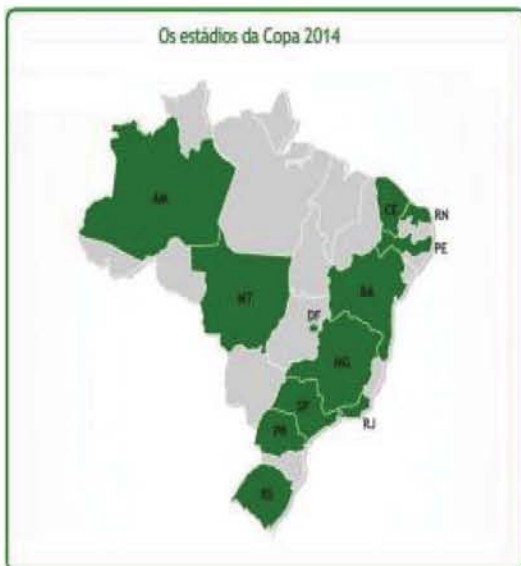 Os estádios da Copa 2014
AM
CE
RN
PE
MT
BA
DF
MG
SP
RJ
PR
RS